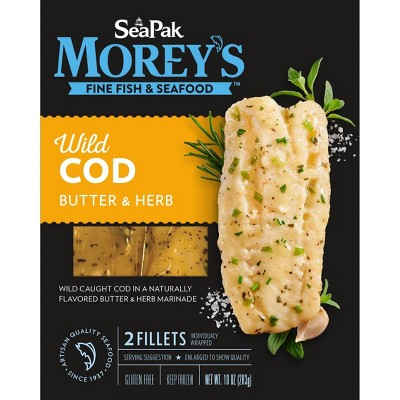 SeaPak
MOREY'S
FINE FISH & SEAFOOD™
Wild
COD
BUTTER & HERB
WILD CAUGHT COD IN A NATURALLY
FLAVORED BUTTER & HERB MARINADE
• ARTISAN QUALITY SEAFOOD •
SINCE 1937
2 FILLETS
INDIVIDUALY
WRAPPED
SERVING SUGGESTION ★ ENLARGED TO SHOW QUALITY
GLUTEN FREE
KEEP FROZEN
NET WT. 10 OZ (283g)